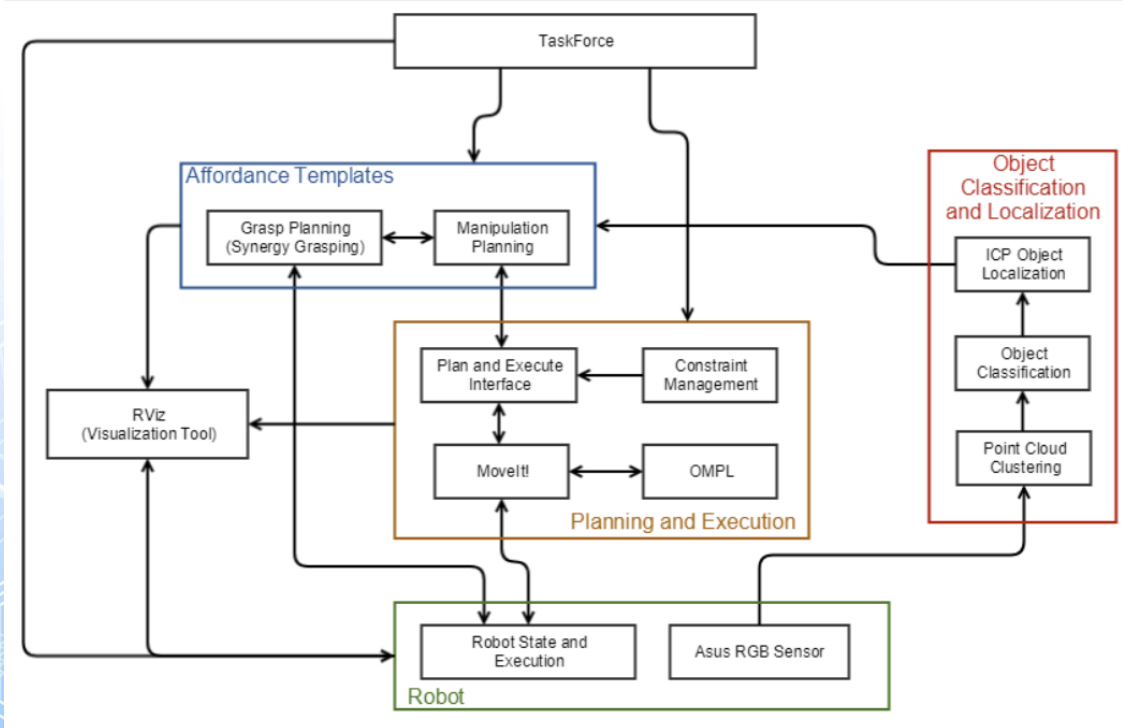 TaskForce
Affordance Templates
Grasp Planning
(Synergy Grasping)
Manipulation
Planning
Object
Classification
and Localization
ICP Object
Localization
Object
Classification
Point Cloud
Clustering
Plan and Execute
Interface
Constraint
Management
RViz
(Visualization Tool)
MoveIt!
OMPL
Planning and Execution
Robot State and
Execution
Asus RGB Sensor
Robot